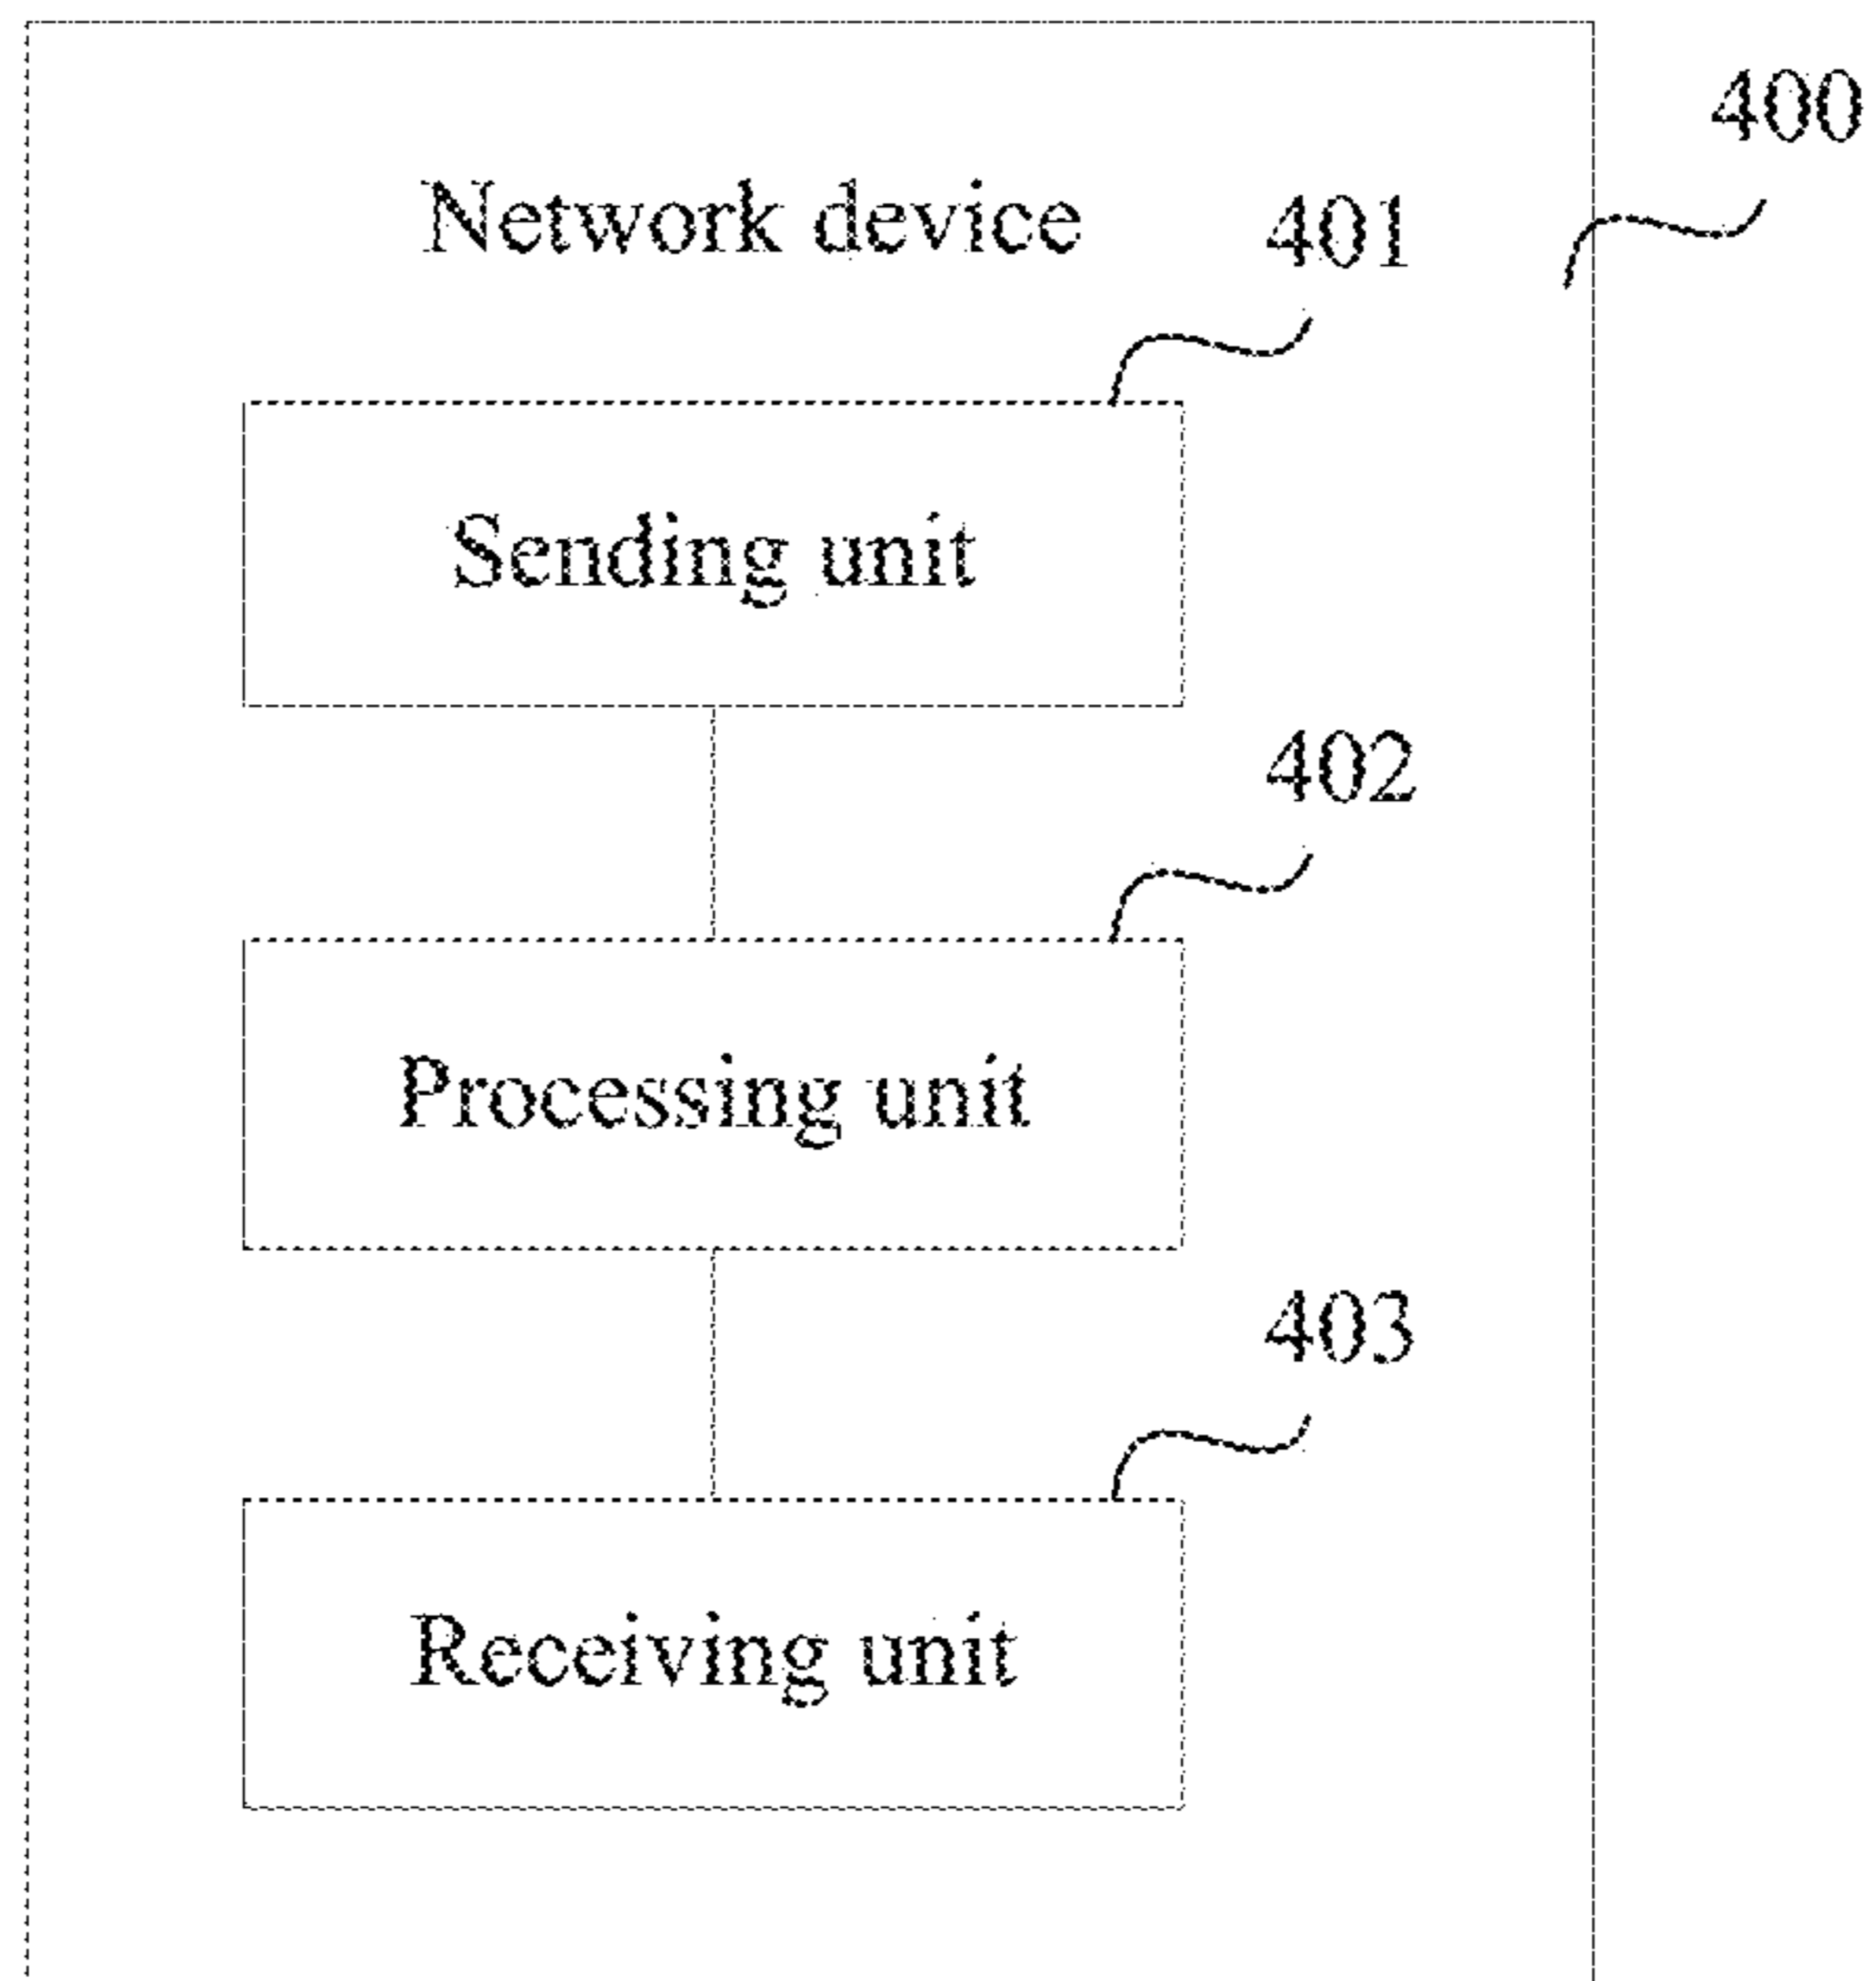 400
Network device
401
Sending unit
402
Processing unit
403
Receiving unit